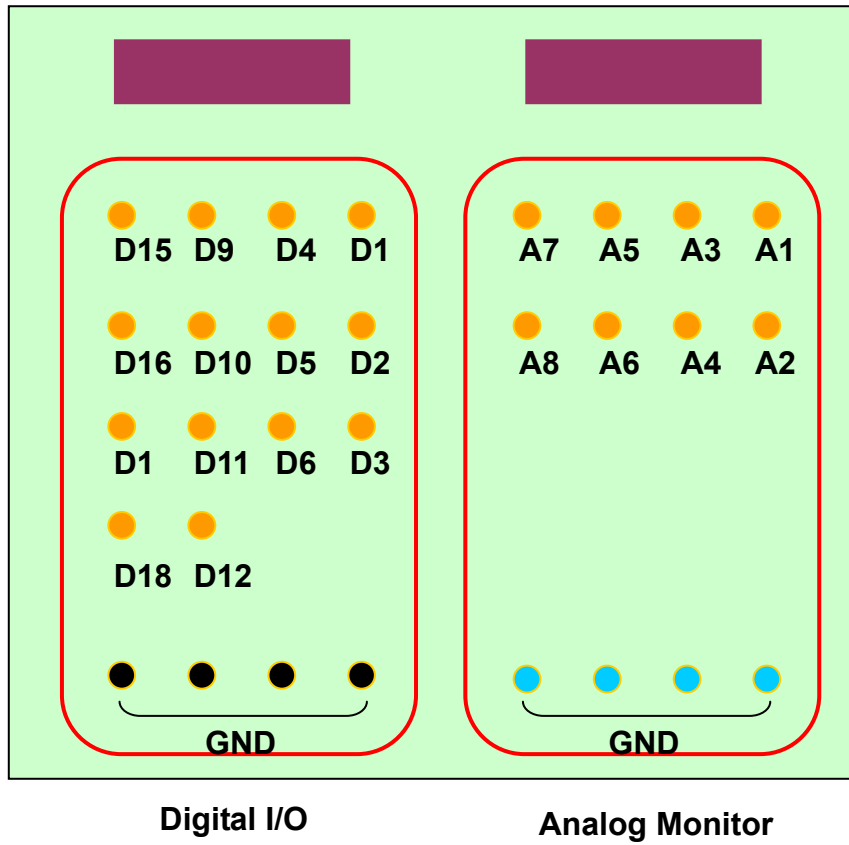 D15 D9 D4 D1
A7 A5 A3 A1
D16 D10 D5 D2
A8 A6 A4 A2
D1 D11 D6 D3
D18 D12
GND
GND
Digital I/O
Analog Monitor